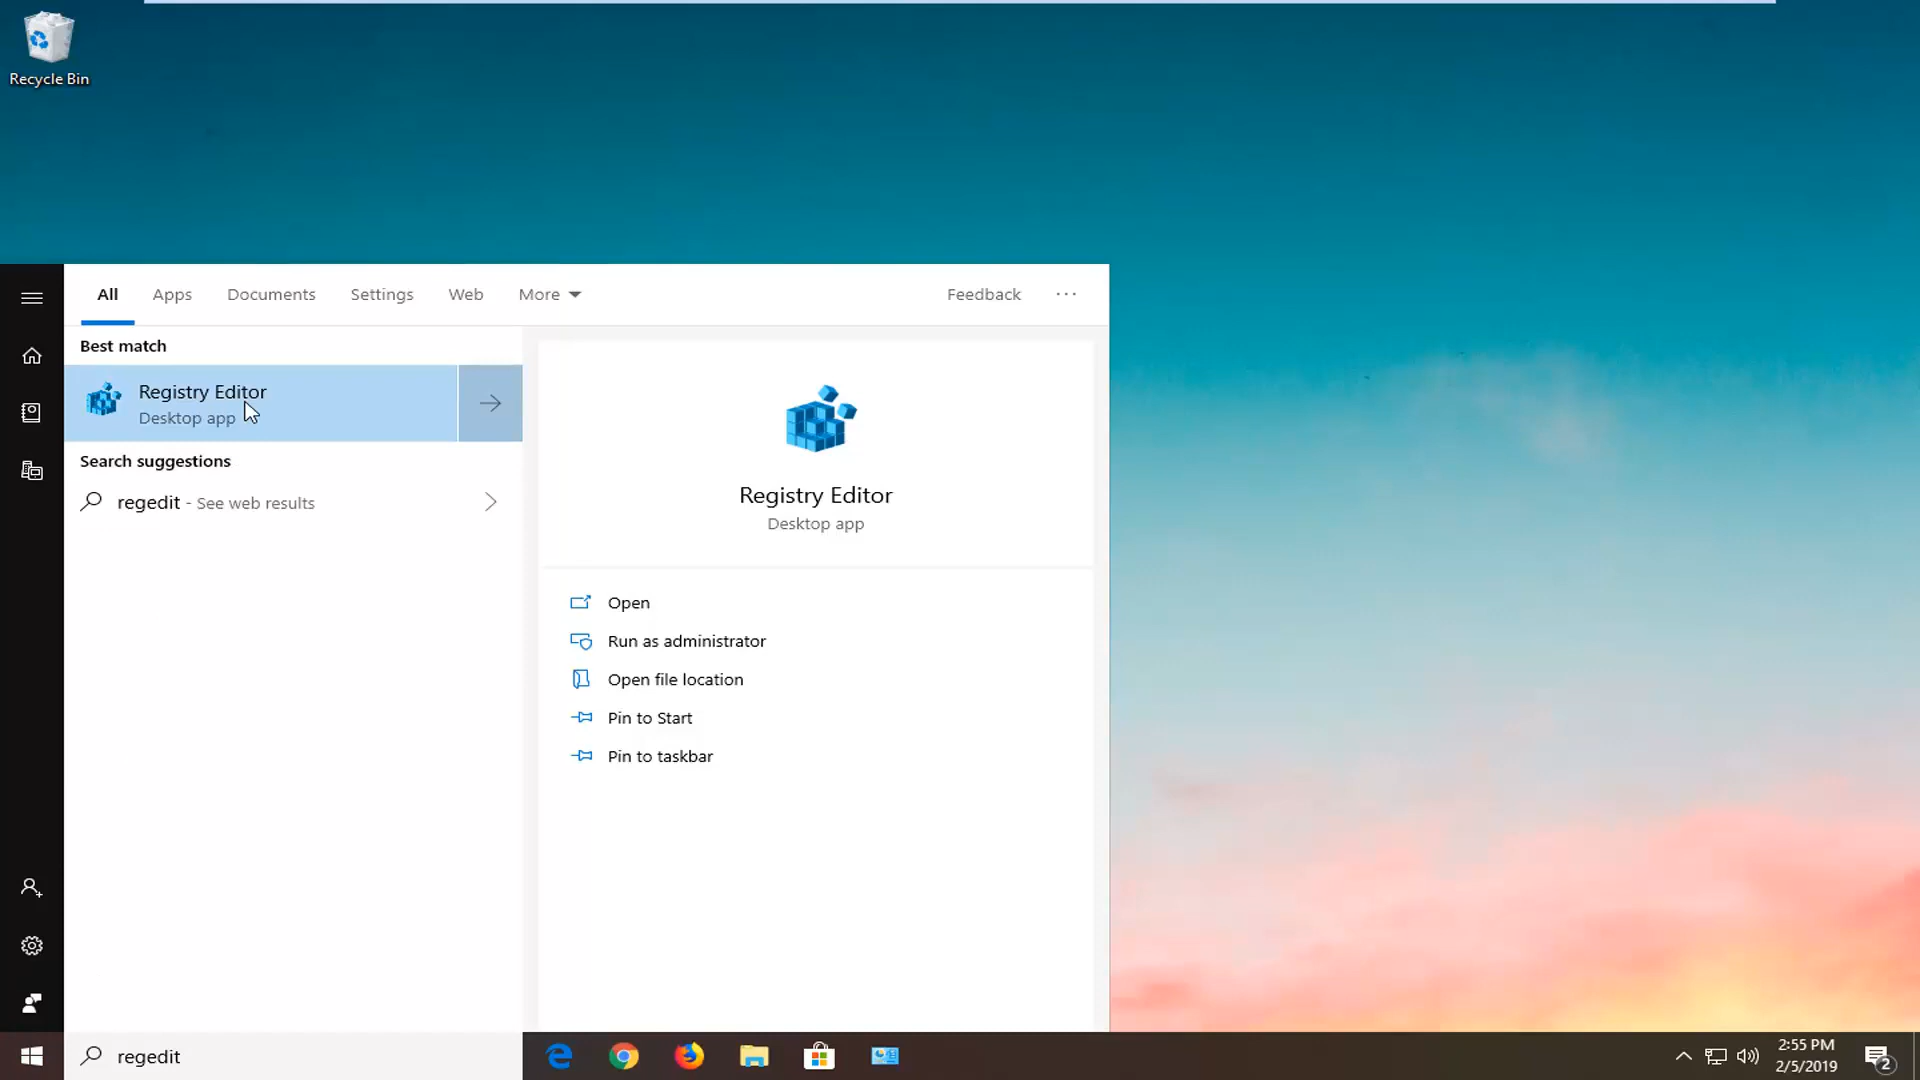 Recycle Bin
All Apps Documents Settings Web More Feedback ...
Best match
Registry Editor
Desktop app
Search suggestions
regedit - See web results
Registry Editor
Desktop app
Open
Run as administrator
Open file location
Pin to Start
Pin to taskbar
regedit
2:55 PM
2/5/2019
2